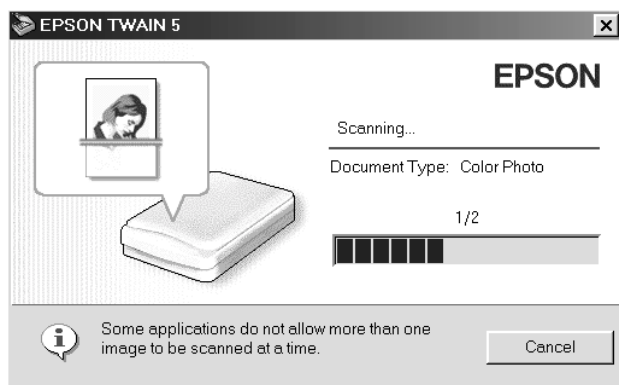 EPSON TWAIN 5
EPSON
Scanning...
Document Type: Color Photo
1/2
Some applications do not allow more than one
image to be scanned at a time.
Cancel